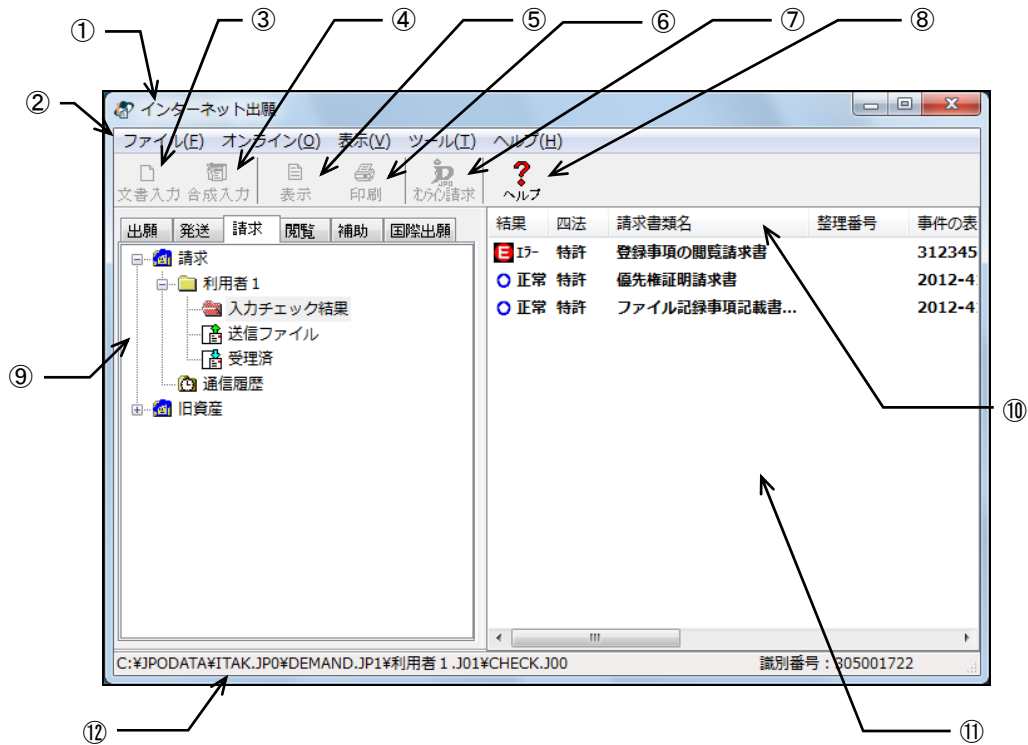 ① ③ ④ ⑤ ⑥ ⑦ ⑧
② インターネット出願
ファイル(F) オンライン(O) 表示(V) ツール(T) ヘルプ(H)
文書入力 合成入力 表示 印刷 ｵﾝﾗｲﾝ請求 ヘルプ
出願 発送 請求 閲覧 補助 国際出願
請求
利用者1
入力チェック結果
送信ファイル
受理済
通信履歴
旧資産
結果 四法 請求書類名 整理番号 事件の表
E ｴﾗｰ 特許 登録事項の閲覧請求書 312345
正常 特許 優先権証明請求書 2012-4
正常 特許 ファイル記録事項記載書... 2012-4
⑨
⑩
C:¥JPODATA¥ITAK.JP0¥DEMAND.JP1¥利用者1.J01¥CHECK.J00 識別番号：305001722
⑫ ⑪